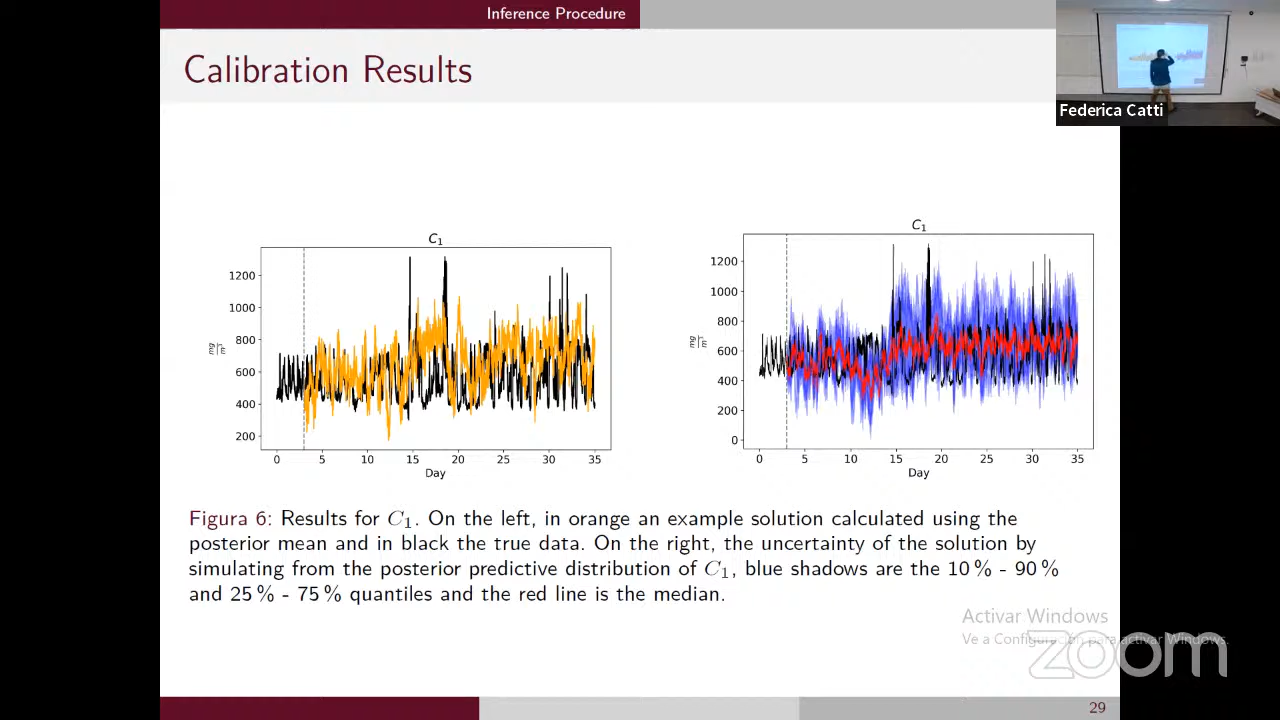 Inference Procedure
Calibration Results
Federica Catti
C1
1200
1000
800
600
400
200
mg
m3
0 5 10 15 20 25 30 35
Day
C1
1200
1000
800
600
400
200
0
mg
m3
0 5 10 15 20 25 30 35
Day
Figura 6: Results for C1. On the left, in orange an example solution calculated using the
posterior mean and in black the true data. On the right, the uncertainty of the solution by
simulating from the posterior predictive distribution of C1, blue shadows are the 10 % - 90 %
and 25 % - 75 % quantiles and the red line is the median.
Activar Windows
Ve a Configuración para activar Windows.
zoom
29